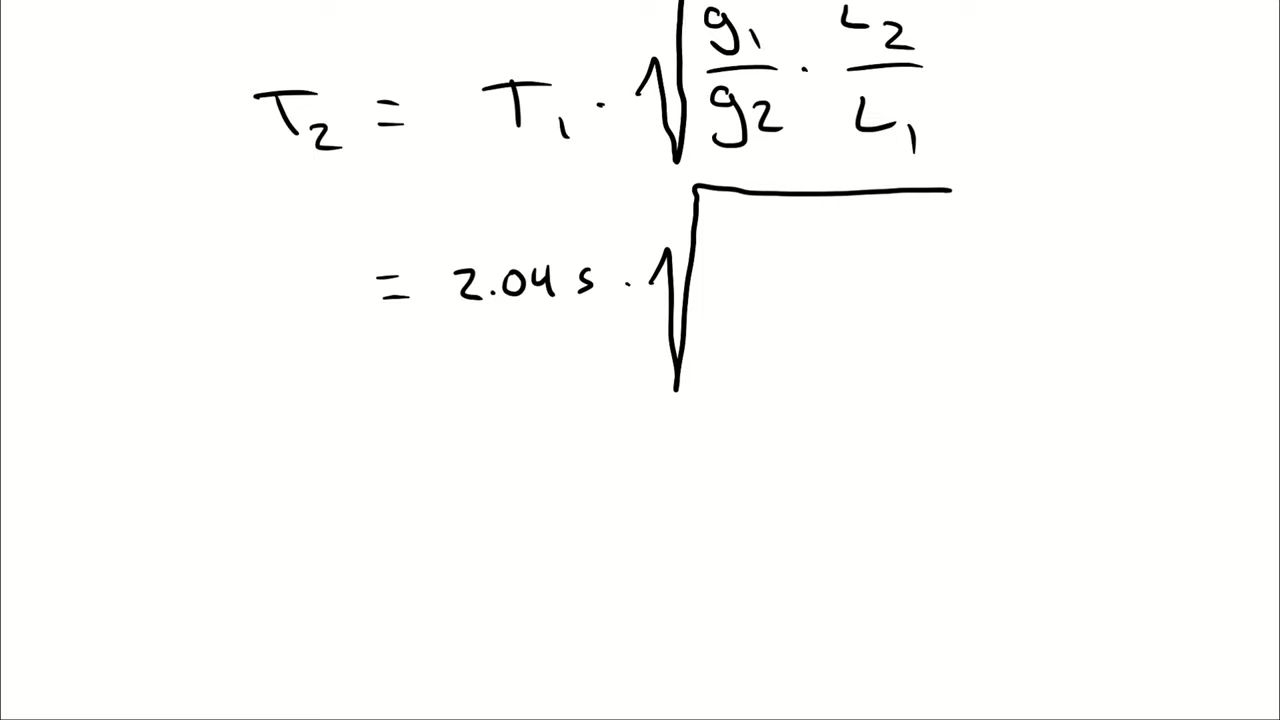 T₂ = T₁ · √(g₁/g₂ · L₂/L₁)
= 2.04 s · √